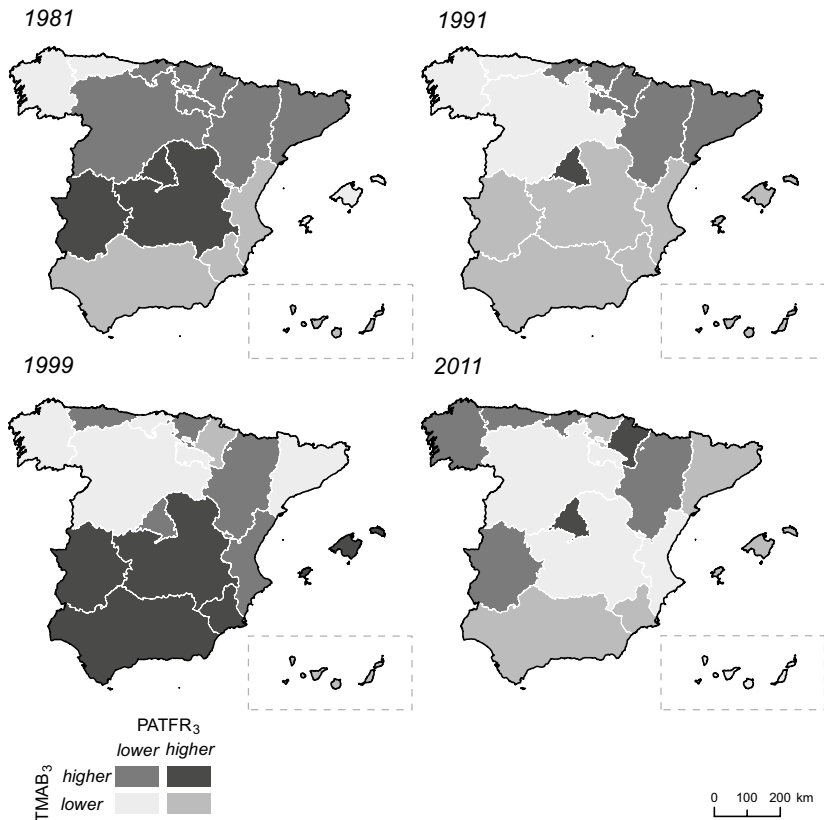 1981 1991
1999 2011
PATFR3
lower higher
TMAB3
higher
lower
0 100 200 km